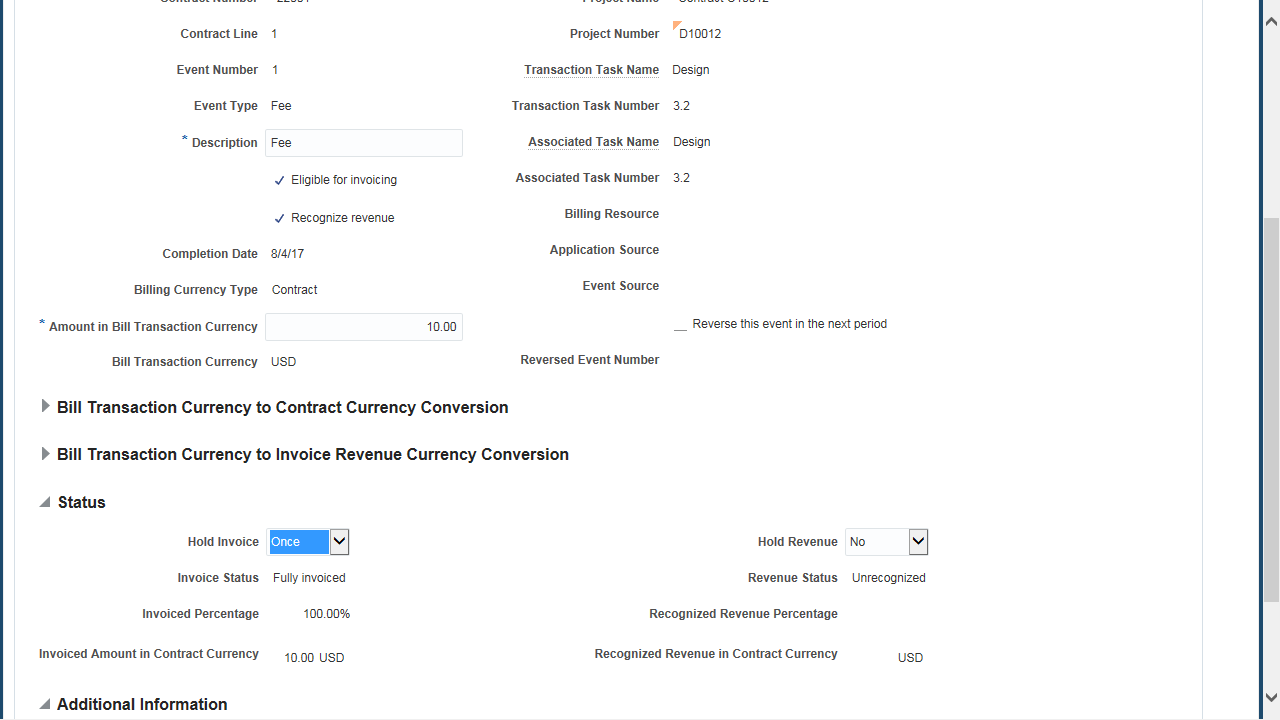 Contract Line 1
Project Number D10012
Event Number 1
Transaction Task Name Design
Event Type Fee
Transaction Task Number 3.2
* Description Fee
Associated Task Name Design
Eligible for invoicing
Associated Task Number 3.2
Recognize revenue
Billing Resource
Completion Date 8/4/17
Application Source
Billing Currency Type Contract
Event Source
* Amount in Bill Transaction Currency 10.00
Reverse this event in the next period
Bill Transaction Currency USD
Reversed Event Number
Bill Transaction Currency to Contract Currency Conversion
Bill Transaction Currency to Invoice Revenue Currency Conversion
Status
Hold Invoice Once
Hold Revenue No
Invoice Status Fully invoiced
Revenue Status Unrecognized
Invoiced Percentage 100.00%
Recognized Revenue Percentage
Invoiced Amount in Contract Currency 10.00 USD
Recognized Revenue in Contract Currency USD
Additional Information